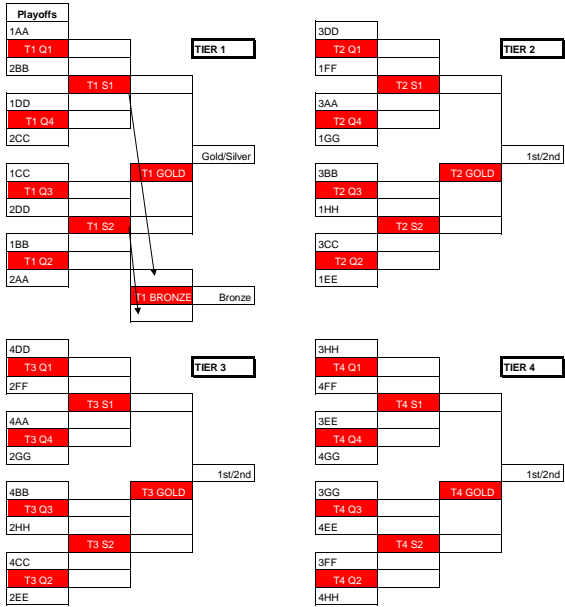 Playoffs
1AA
T1 Q1
TIER 1
2BB
T1 S1
1DD
T1 Q4
2CC
Gold/Silver
1CC
T1 GOLD
T1 Q3
2DD
T1 S2
1BB
T1 Q2
2AA
T1 BRONZE
Bronze
3DD
T2 Q1
TIER 2
1FF
T2 S1
3AA
T2 Q4
1GG
1st/2nd
3BB
T2 GOLD
T2 Q3
1HH
T2 S2
3CC
T2 Q2
1EE
4DD
T3 Q1
TIER 3
2FF
T3 S1
4AA
T3 Q4
2GG
1st/2nd
4BB
T3 GOLD
T3 Q3
2HH
T3 S2
4CC
T3 Q2
2EE
3HH
T4 Q1
TIER 4
4FF
T4 S1
3EE
T4 Q4
4GG
1st/2nd
3GG
T4 GOLD
T4 Q3
4EE
T4 S2
3FF
T4 Q2
4HH